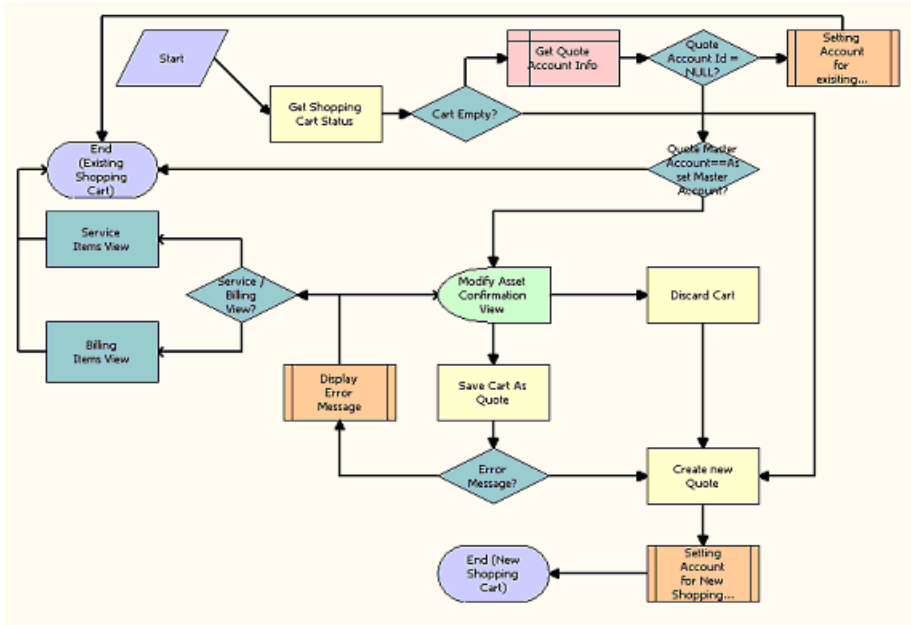 Start
Get Shopping
Cart Status
Cart Empty?
Get Quote
Account Info
Quote
Account Id =
NULL?
Setting
Account
for
exisiting...
Quote Master
Account==As
set Master
Account?
End
(Existing
Shopping
Cart)
Service
Items View
Billing
Items View
Service /
Billing
View?
Modify Asset
Confirmation
View
Discard Cart
Display
Error
Message
Save Cart As
Quote
Error
Message?
Create new
Quote
Setting
Account
for New
Shopping...
End (New
Shopping
Cart)